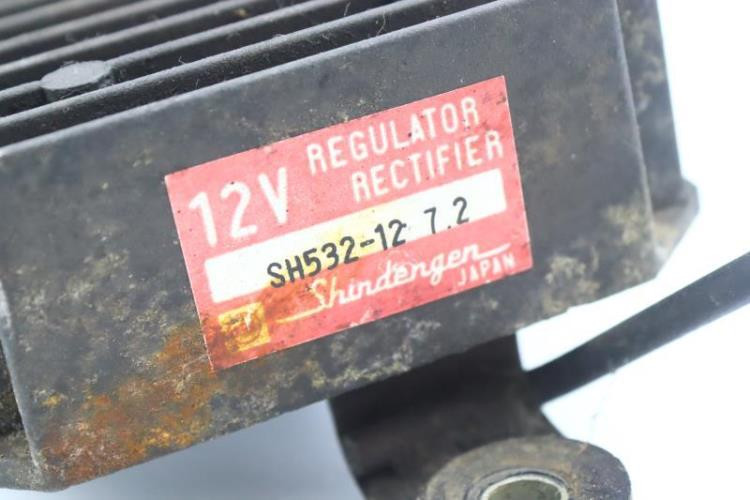 12V REGULATOR
RECTIFIER
SH532-12 7.2
Shindengen
JAPAN